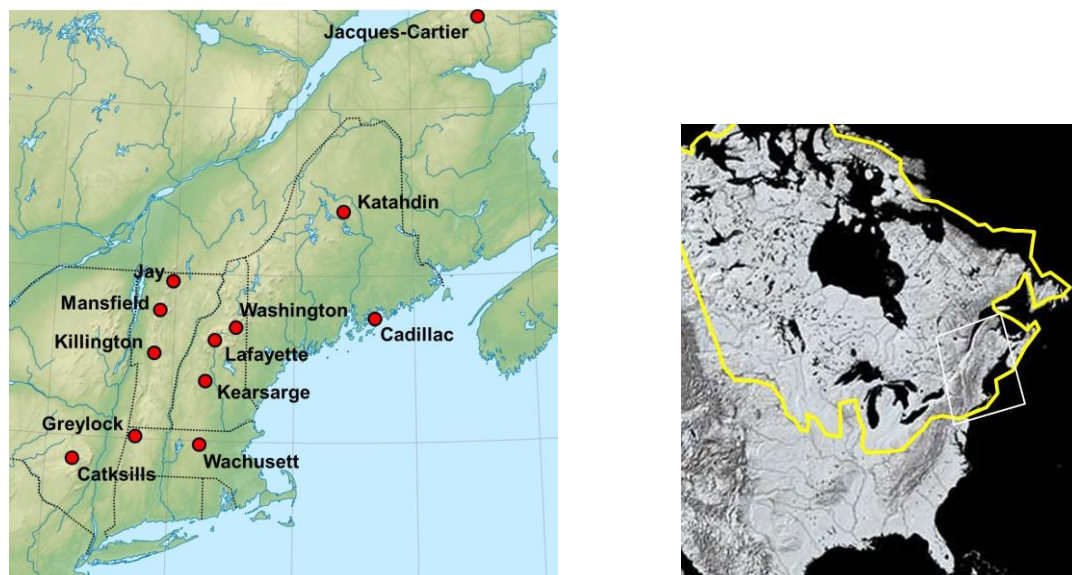 Jacques-Cartier
Katahdin
Jay
Mansfield
Washington
Cadillac
Killington
Lafayette
Kearsarge
Greylock
Wachusett
Catksills